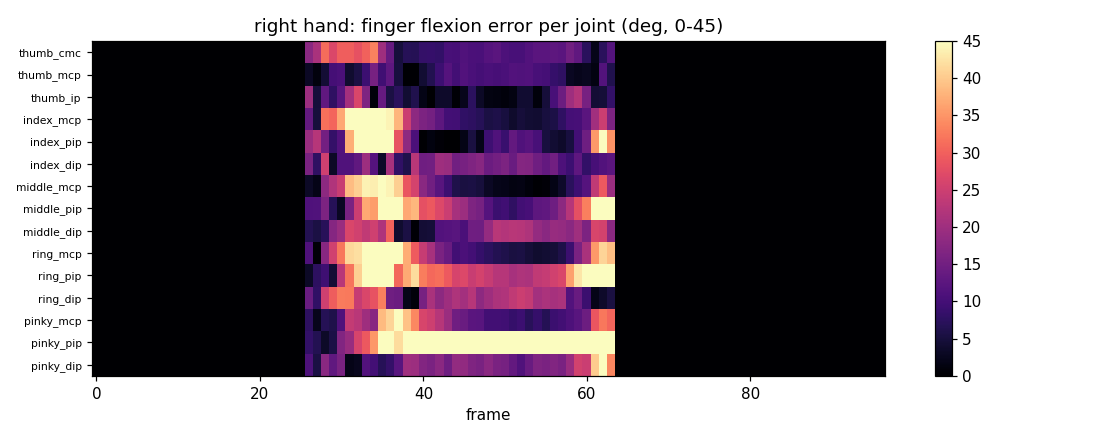 right hand: finger flexion error per joint (deg, 0-45)
thumb_cmc
thumb_mcp
thumb_ip
index_mcp
index_pip
index_dip
middle_mcp
middle_pip
middle_dip
ring_mcp
ring_pip
ring_dip
pinky_mcp
pinky_pip
pinky_dip
0 20 40 60 80
frame
45
40
35
30
25
20
15
10
5
0